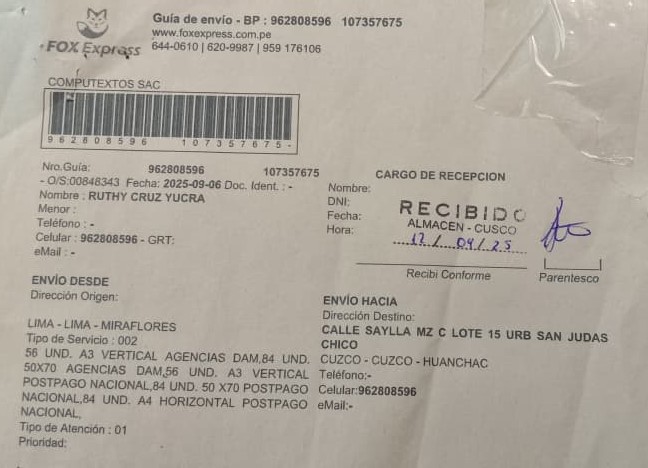 Guía de envío - BP : 962808596 107357675
www.foxexpress.com.pe
FOX Express 644-0610 | 620-9987 | 959 176106
COMPUTEXTOS SAC
962808596 107357675-
Nro.Guía: 962808596 107357675
- O/S:00848343 Fecha: 2025-09-06 Doc. Ident. : -
Nombre : RUTHY CRUZ YUCRA
Menor :
Teléfono : -
Celular : 962808596 - GRT:
eMail : -
CARGO DE RECEPCION
Nombre:
DNI:
Fecha:
Hora:
RECIBIDO
ALMACEN - CUSCO
12 / 09 / 25
Recibi Conforme
Parentesco
ENVÍO DESDE
Dirección Origen:
LIMA - LIMA - MIRAFLORES
Tipo de Servicio : 002
56 UND. A3 VERTICAL AGENCIAS DAM,84 UND.
50X70 AGENCIAS DAM,56 UND. A3 VERTICAL
POSTPAGO NACIONAL,84 UND. 50 X70 POSTPAGO
NACIONAL,84 UND. A4 HORIZONTAL POSTPAGO
NACIONAL,
Tipo de Atención : 01
Prioridad:
ENVÍO HACIA
Dirección Destino:
CALLE SAYLLA MZ C LOTE 15 URB SAN JUDAS
CHICO
CUZCO - CUZCO - HUANCHAC
Teléfono:-
Celular:962808596
eMail:-